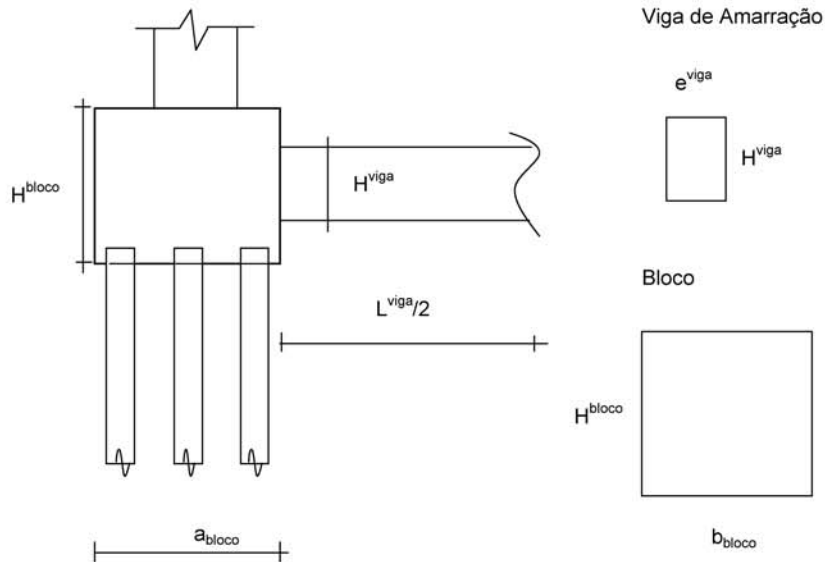 Viga de Amarração
e^viga
H^viga
H^bloco
H^viga
L^viga/2
Bloco
H^bloco
a_bloco
b_bloco